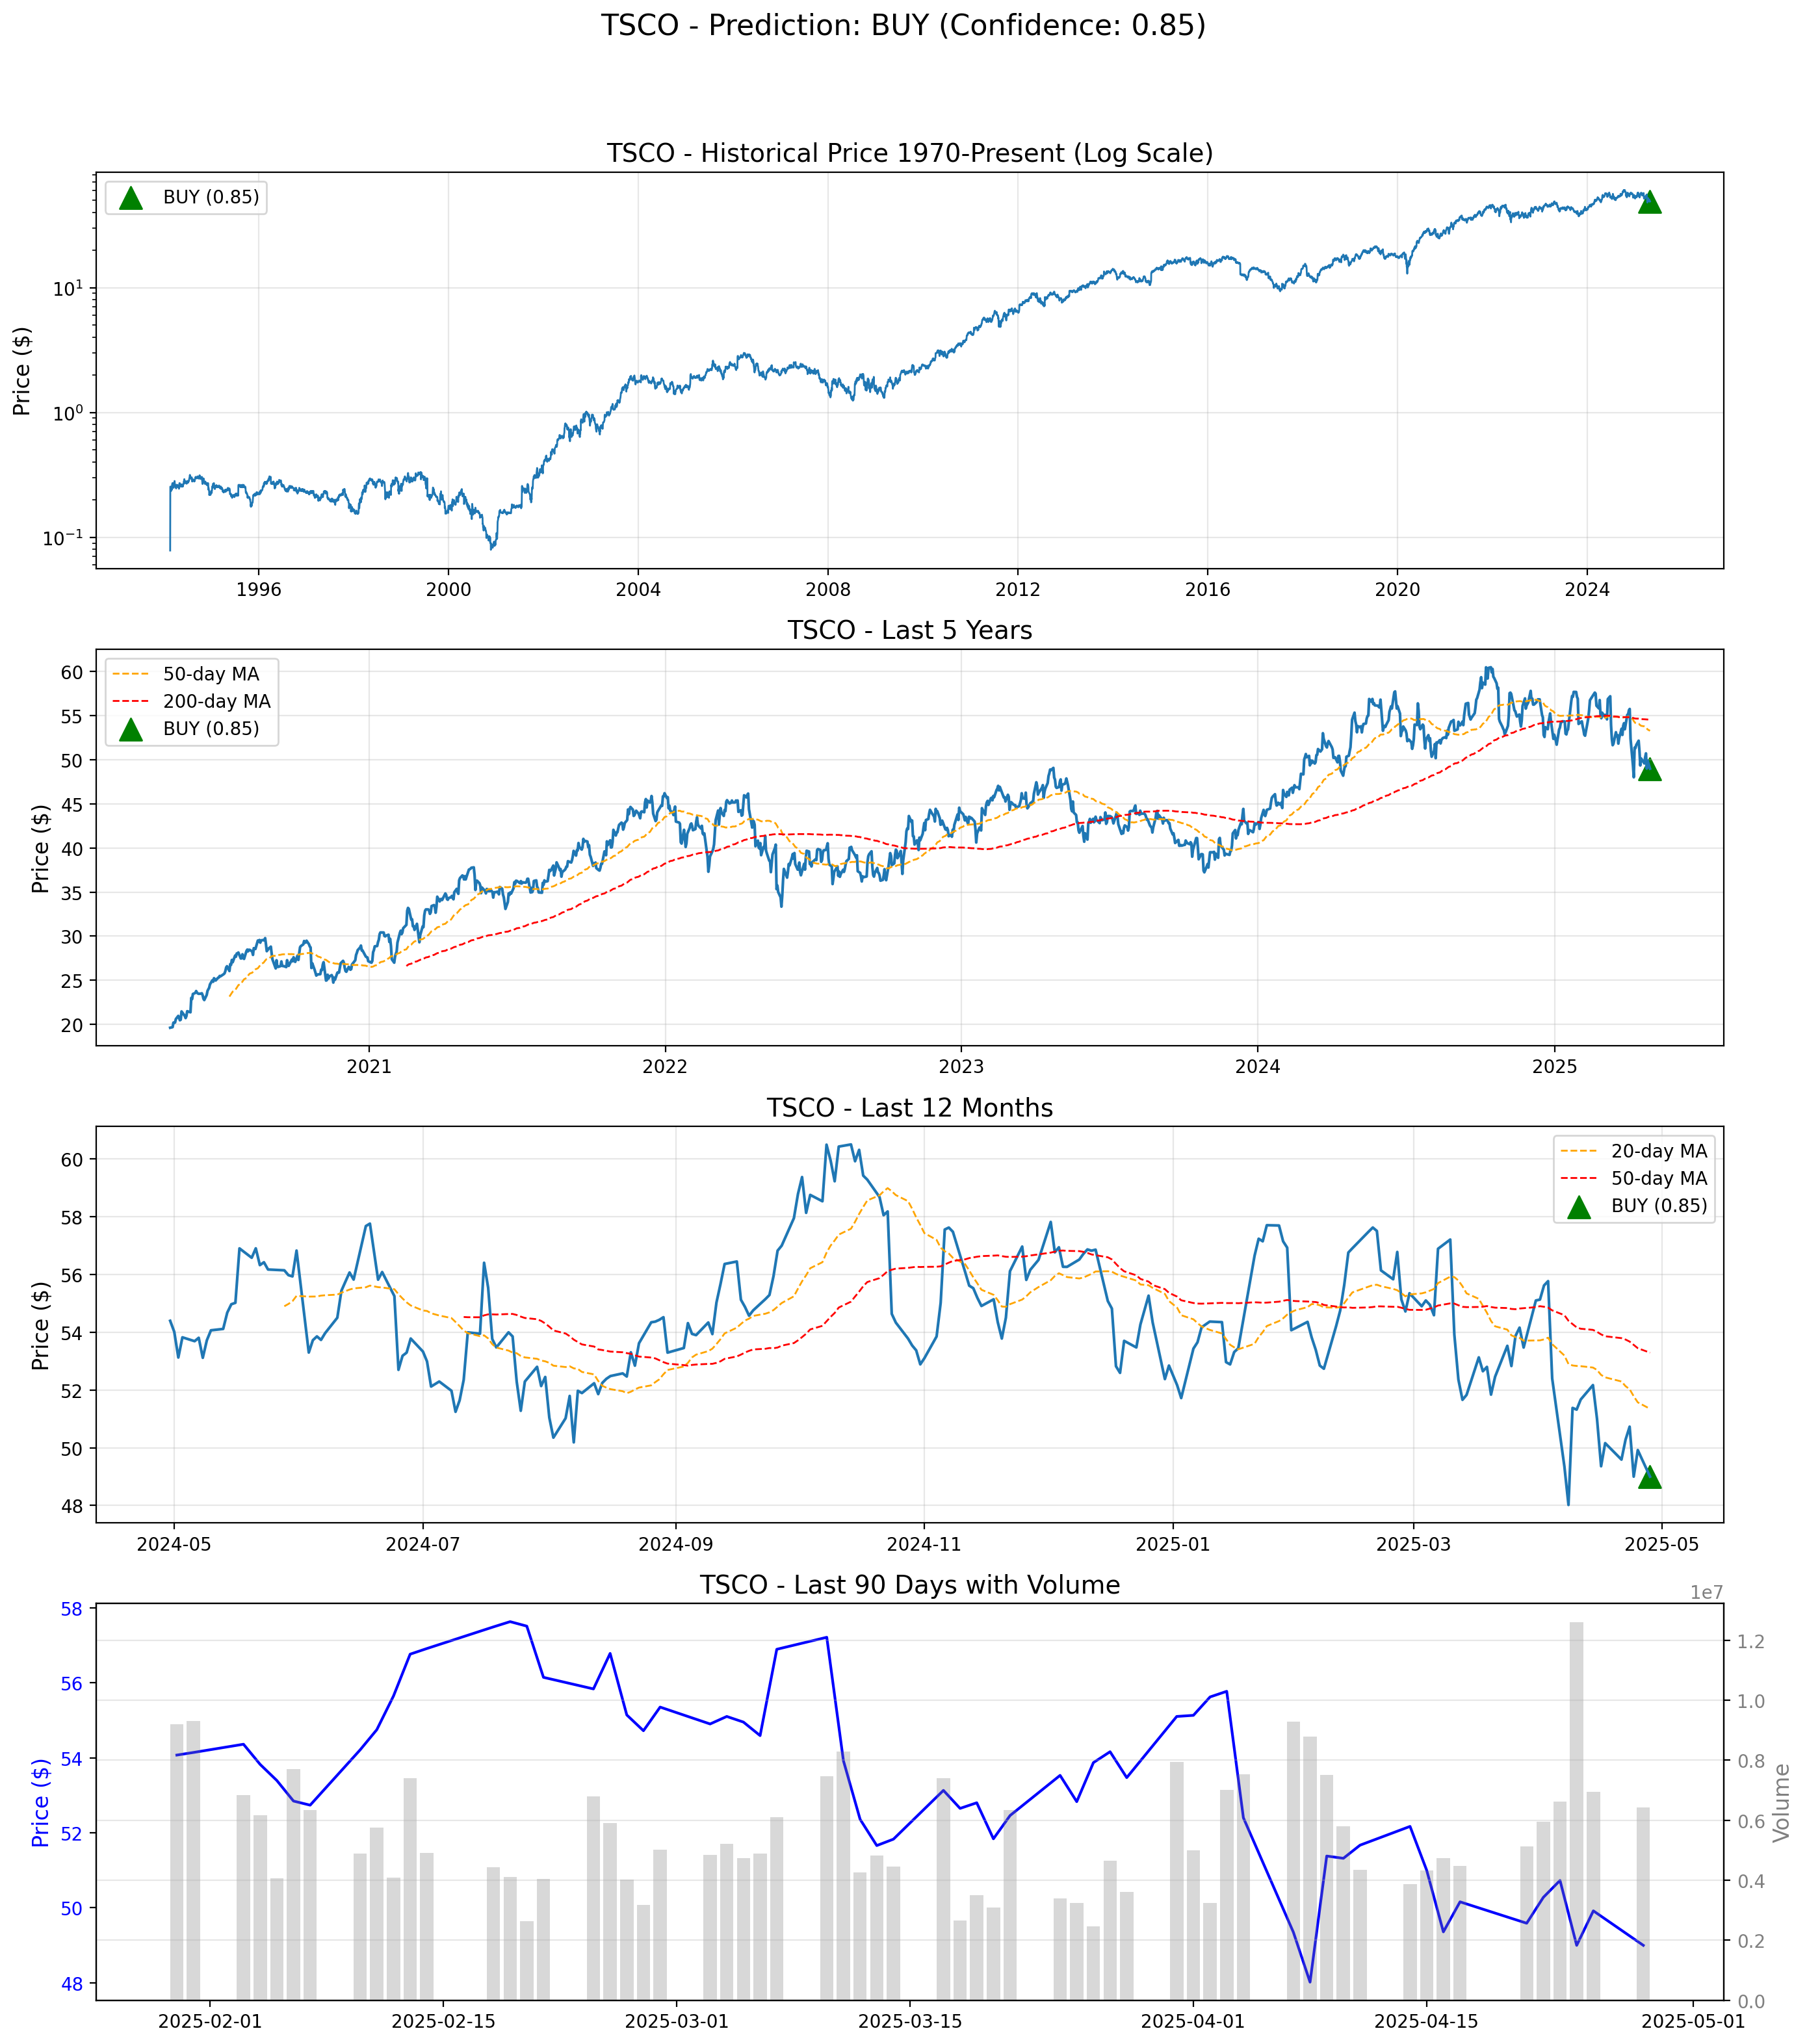 TSCO - Prediction: BUY (Confidence: 0.85)
TSCO - Historical Price 1970-Present (Log Scale)
BUY (0.85)
Price ($)
10¹
10⁰
10⁻¹
1996 2000 2004 2008 2012 2016 2020 2024
TSCO - Last 5 Years
50-day MA
200-day MA
BUY (0.85)
Price ($)
60
55
50
45
40
35
30
25
20
2021 2022 2023 2024 2025
TSCO - Last 12 Months
20-day MA
50-day MA
BUY (0.85)
Price ($)
60
58
56
54
52
50
48
2024-05 2024-07 2024-09 2024-11 2025-01 2025-03 2025-05
TSCO - Last 90 Days with Volume
1e7
Price ($)
58
56
54
52
50
48
1.2
1.0
0.8
0.6
0.4
0.2
0.0
Volume
2025-02-01 2025-02-15 2025-03-01 2025-03-15 2025-04-01 2025-04-15 2025-05-01